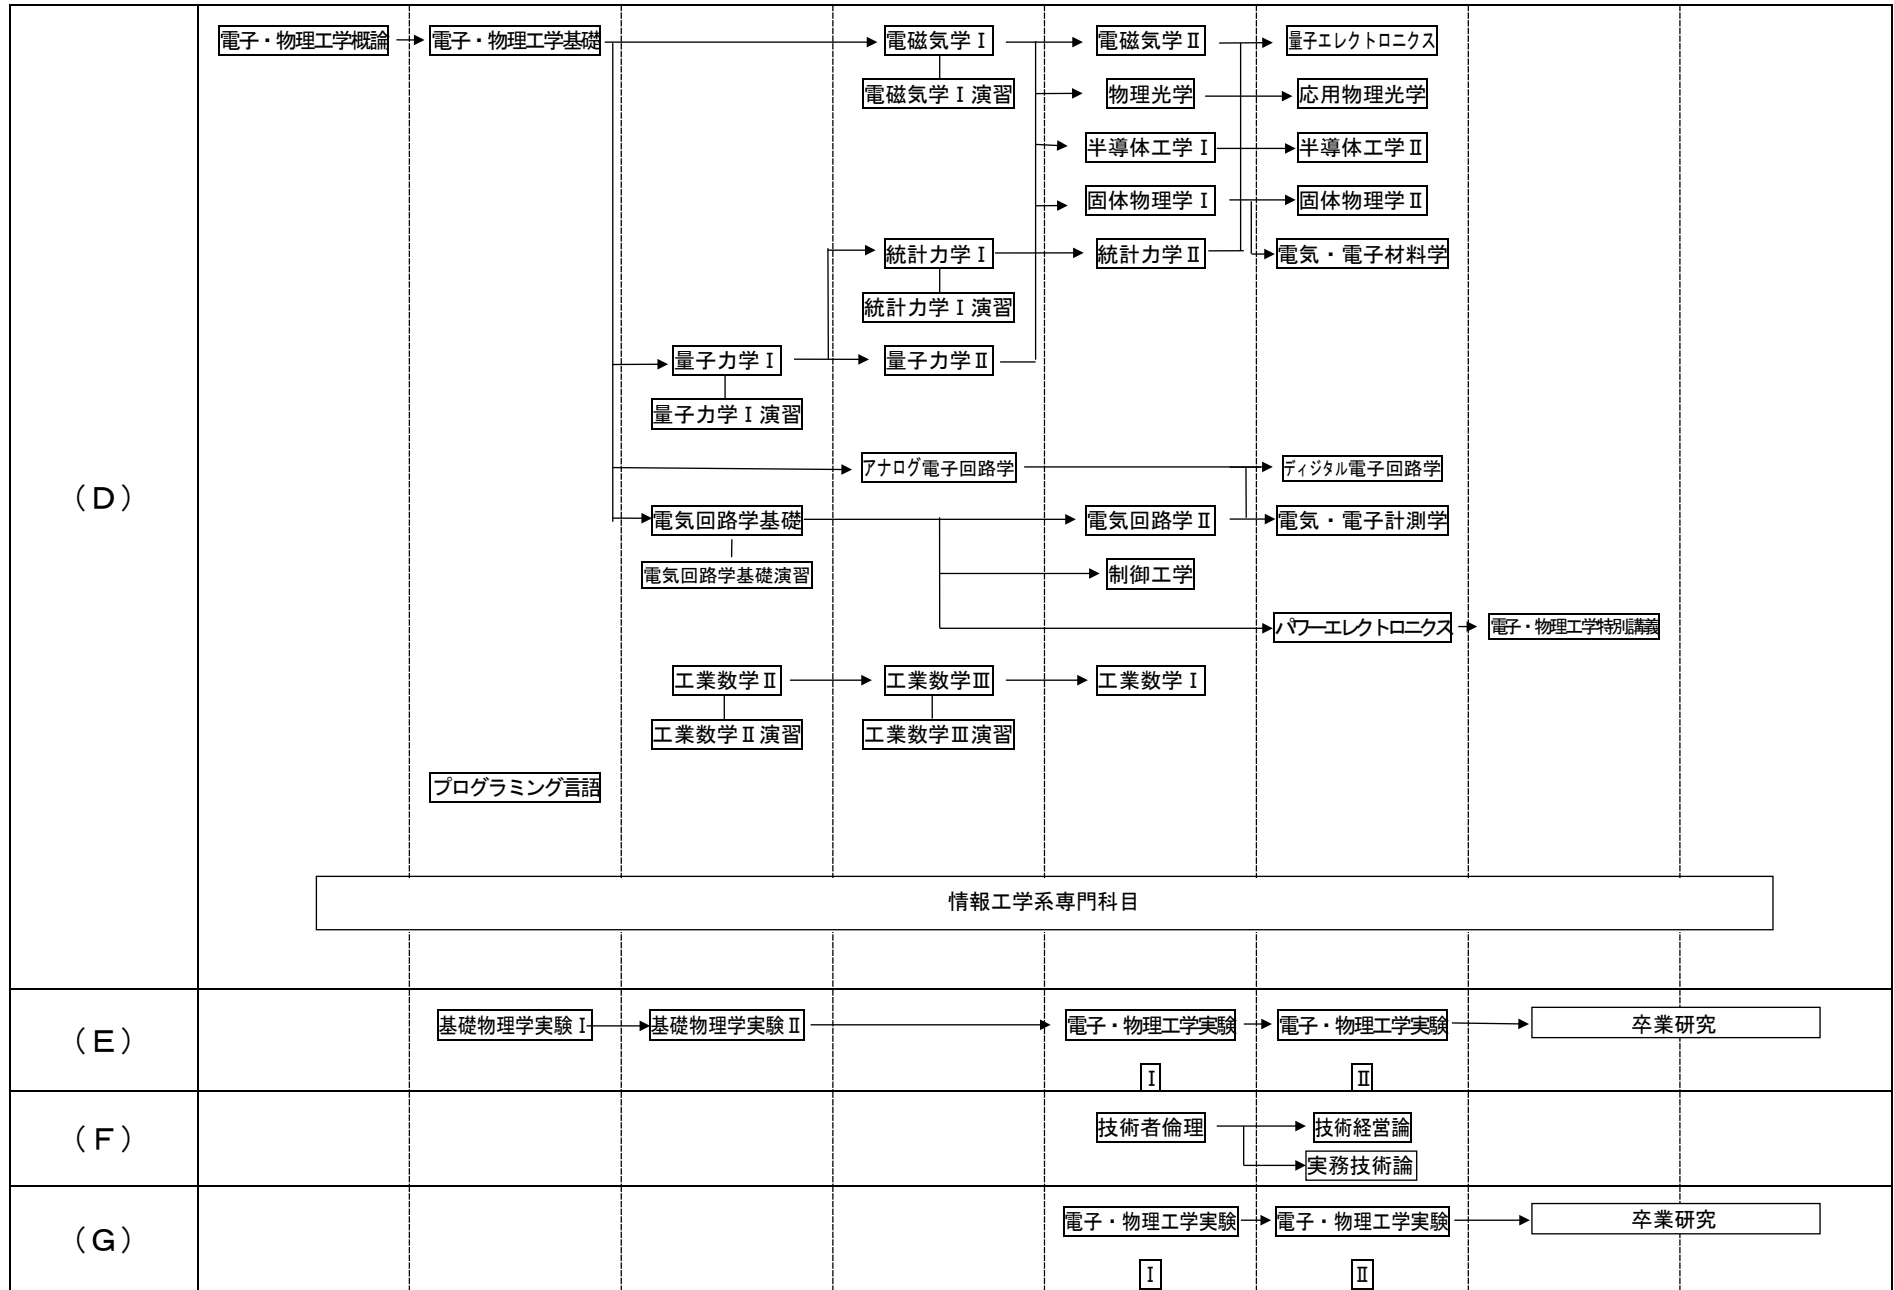 電子・物理工学概論 電子・物理工学基礎 電磁気学Ⅰ 電磁気学Ⅱ 量子エレクトロニクス
電磁気学Ⅰ演習 物理光学 応用物理光学
半導体工学Ⅰ 半導体工学Ⅱ
固体物理学Ⅰ 固体物理学Ⅱ
統計力学Ⅰ 統計力学Ⅱ 電気・電子材料学
統計力学Ⅰ演習
量子力学Ⅰ 量子力学Ⅱ
量子力学Ⅰ演習
アナログ電子回路学 ディジタル電子回路学
（D）
電気回路学基礎 電気回路学Ⅱ 電気・電子計測学
電気回路学基礎演習 制御工学
パワーエレクトロニクス 電子・物理工学特別講義
工業数学Ⅱ 工業数学Ⅲ 工業数学Ⅰ
工業数学Ⅱ演習 工業数学Ⅲ演習
プログラミング言語
情報工学系専門科目
（E） 基礎物理学実験Ⅰ 基礎物理学実験Ⅱ 電子・物理工学実験 電子・物理工学実験 卒業研究
Ⅰ Ⅱ
（F） 技術者倫理 技術経営論
実務技術論
（G） 電子・物理工学実験 電子・物理工学実験 卒業研究
Ⅰ Ⅱ